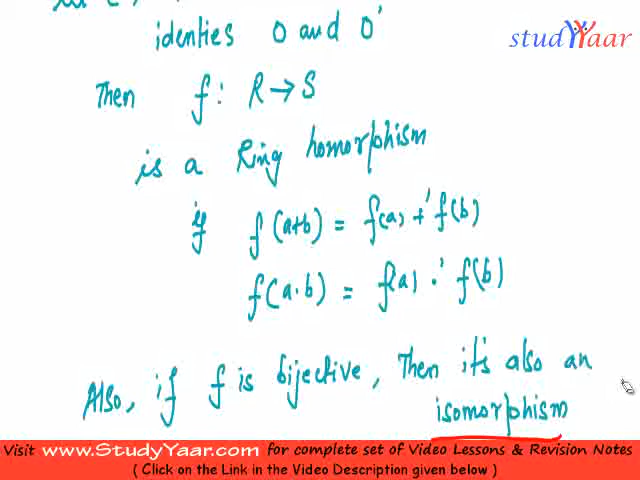 studYYaar
identies 0 and 0'
Then f: R→S
is a Ring homorphism
if f(a+b) = f(a) +' f(b)
f(a·b) = f(a) ·' f(b)
Also, if f is bijective, Then it's also an
isomorphism
Visit www.StudyYaar.com for complete set of Video Lessons & Revision Notes
( Click on the Link in the Video Description given below )